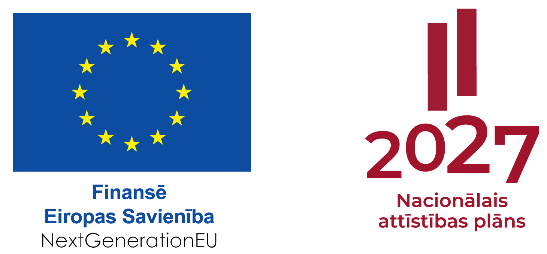 Finansē
Eiropas Savienība
NextGenerationEU
2027
Nacionālais
attīstības plāns